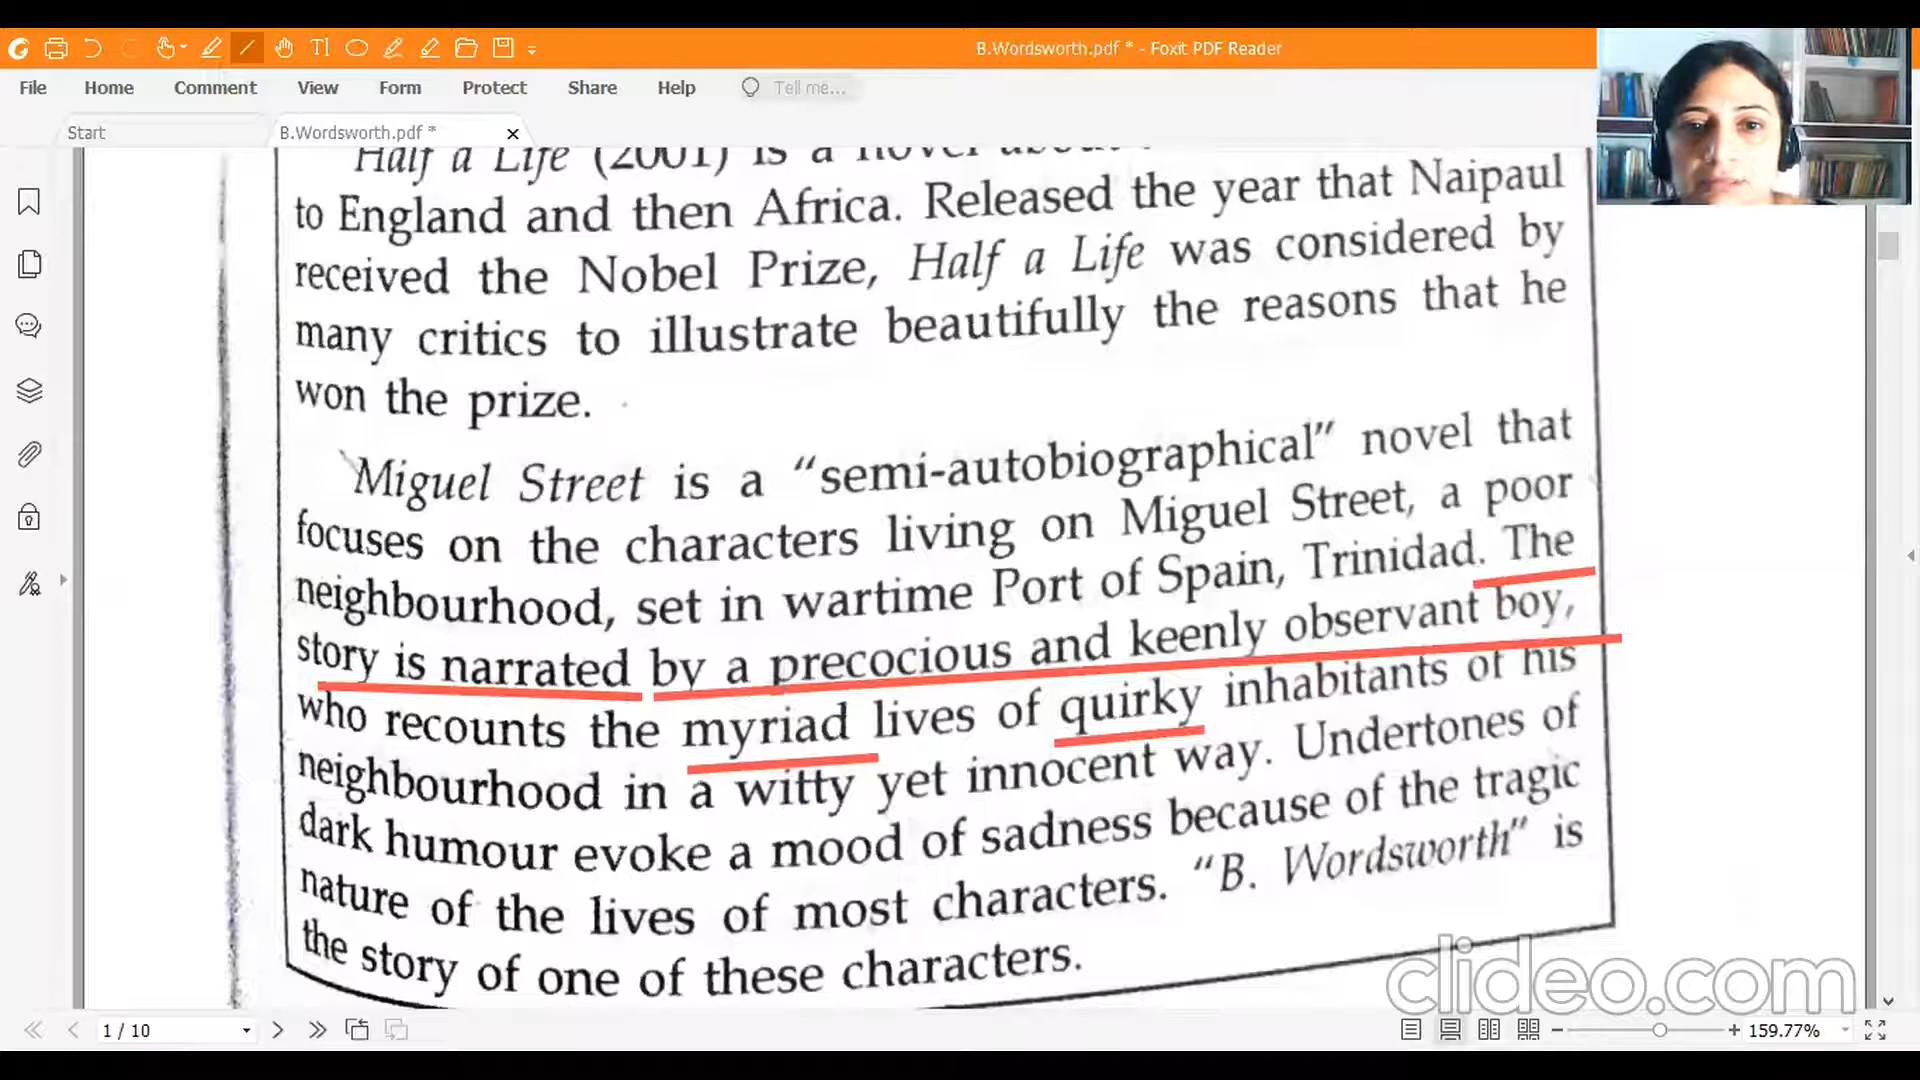 B.Wordsworth.pdf * - Foxit PDF Reader
File Home Comment View Form Protect Share Help Tell me...
Start B.Wordsworth.pdf *
Half a Life (2001) is a novel
to England and then Africa. Released the year that Naipaul
received the Nobel Prize, Half a Life was considered by
many critics to illustrate beautifully the reasons that he
won the prize.
Miguel Street is a “semi-autobiographical” novel that
focuses on the characters living on Miguel Street, a poor
neighbourhood, set in wartime Port of Spain, Trinidad. The
story is narrated by a precocious and keenly observant boy,
who recounts the myriad lives of quirky inhabitants of his
neighbourhood in a witty yet innocent way. Undertones of
dark humour evoke a mood of sadness because of the tragic
nature of the lives of most characters. “B. Wordsworth” is
the story of one of these characters.
clideo.com
1 / 10
159.77%